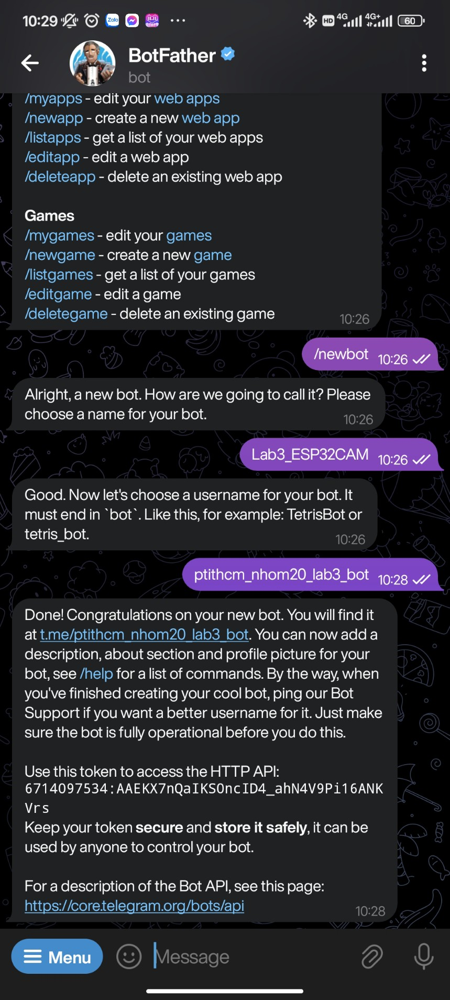 10:29
Zalo
11.11
HD 4G 4G+ 60
BotFather
bot
/myapps - edit your web apps
/newapp - create a new web app
/listapps - get a list of your web apps
/editapp - edit a web app
/deleteapp - delete an existing web app
Games
/mygames - edit your games
/newgame - create a new game
/listgames - get a list of your games
/editgame - edit a game
/deletegame - delete an existing game
10:26
/newbot 10:26
Alright, a new bot. How are we going to call it? Please
choose a name for your bot.
10:26
Lab3_ESP32CAM 10:26
Good. Now let's choose a username for your bot. It
must end in `bot`. Like this, for example: TetrisBot or
tetris_bot.
10:26
ptithcm_nhom20_lab3_bot 10:28
Done! Congratulations on your new bot. You will find it
at t.me/ptithcm_nhom20_lab3_bot. You can now add a
description, about section and profile picture for your
bot, see /help for a list of commands. By the way, when
you've finished creating your cool bot, ping our Bot
Support if you want a better username for it. Just make
sure the bot is fully operational before you do this.
Use this token to access the HTTP API:
6714097534:AAEKX7nQaIKSOncID4_ahN4V9Pi16ANK
Vrs
Keep your token secure and store it safely, it can be
used by anyone to control your bot.
For a description of the Bot API, see this page:
https://core.telegram.org/bots/api
10:28
Menu
Message